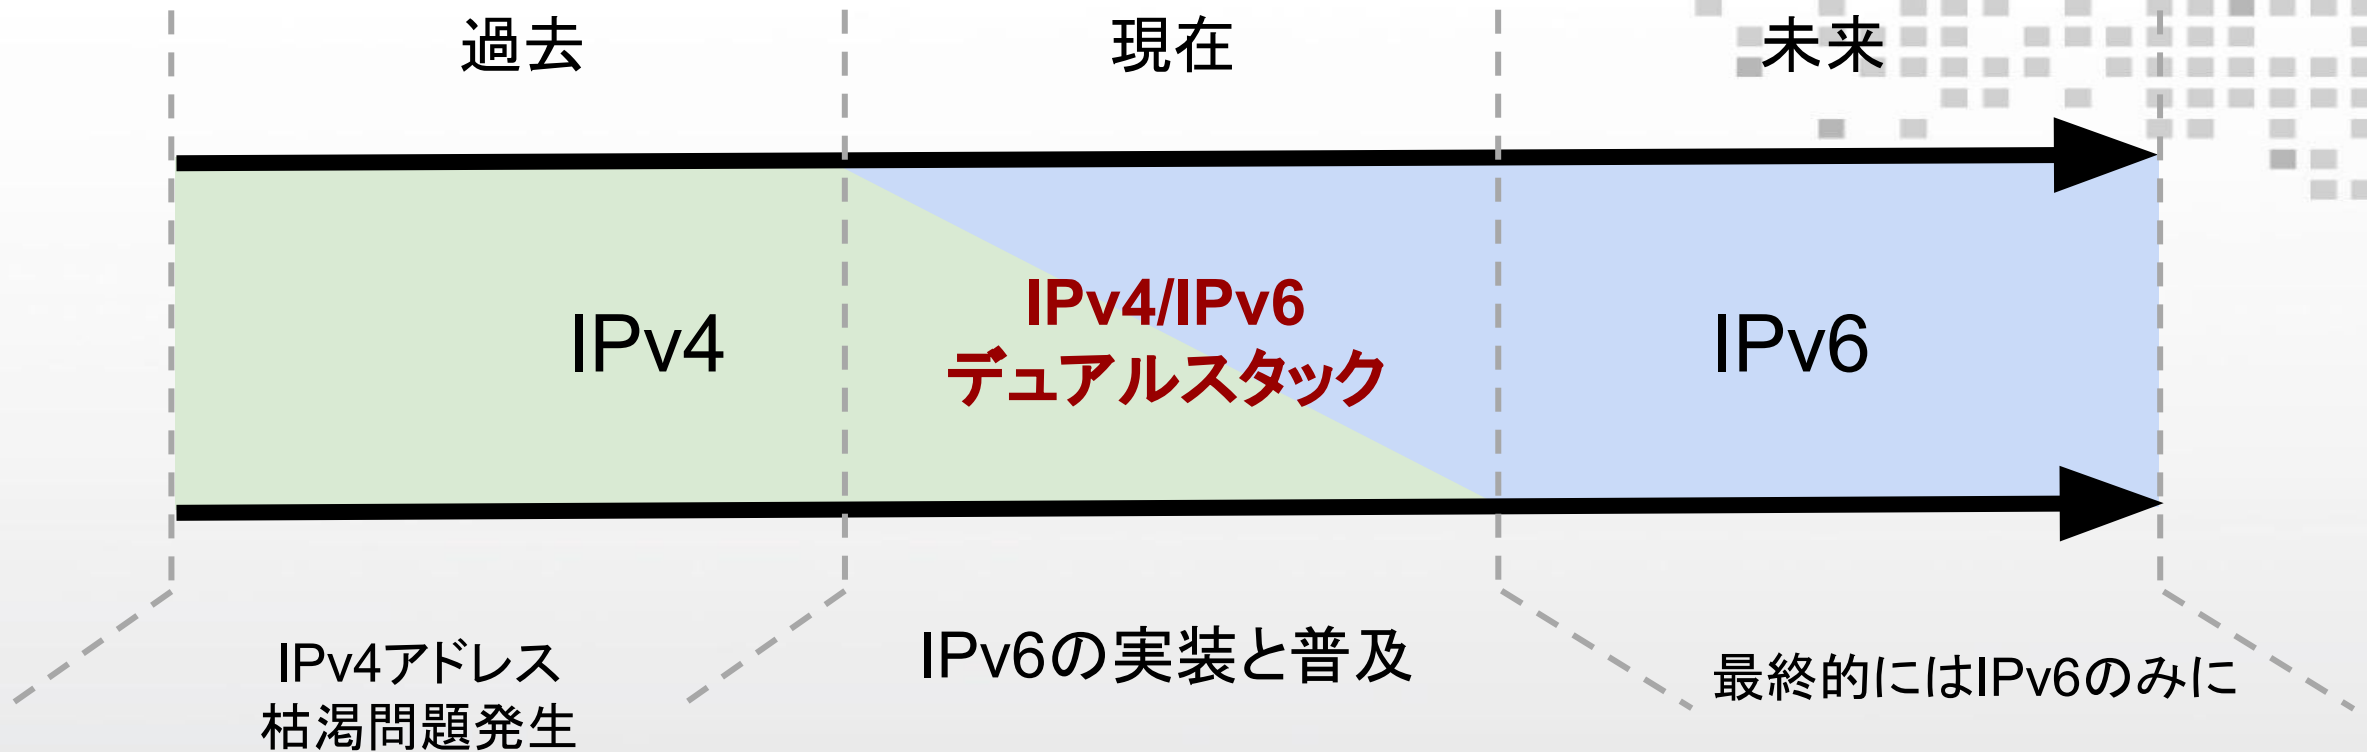 過去
現在
未来
IPv4
IPv4/IPv6
デュアルスタック
IPv6
IPv4アドレス
枯渇問題発生
IPv6の実装と普及
最終的にはIPv6のみに